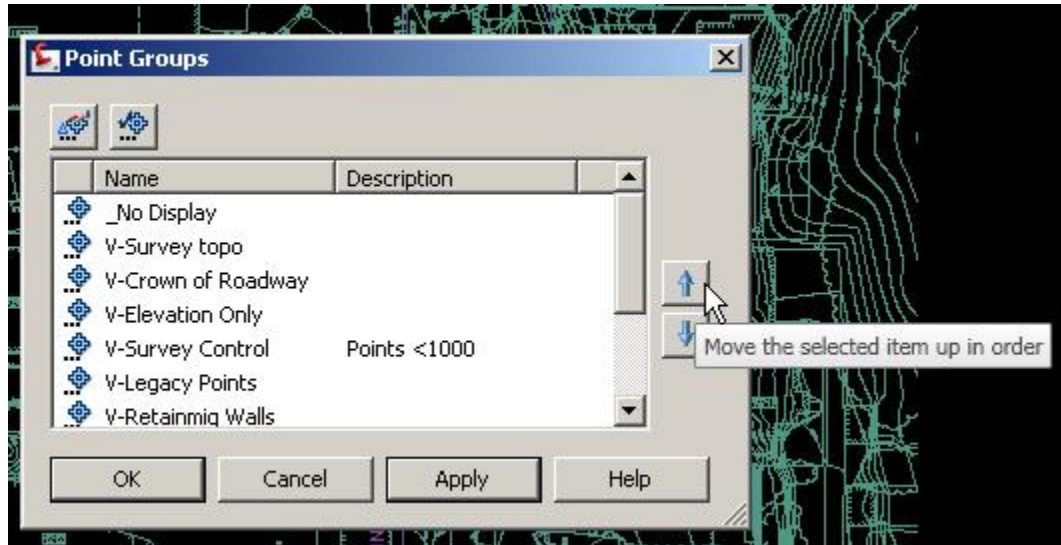 Point Groups
Name Description
_No Display
V-Survey topo
V-Crown of Roadway
V-Elevation Only
V-Survey Control Points <1000
V-Legacy Points
V-Retainmig Walls
Move the selected item up in order
OK Cancel Apply Help